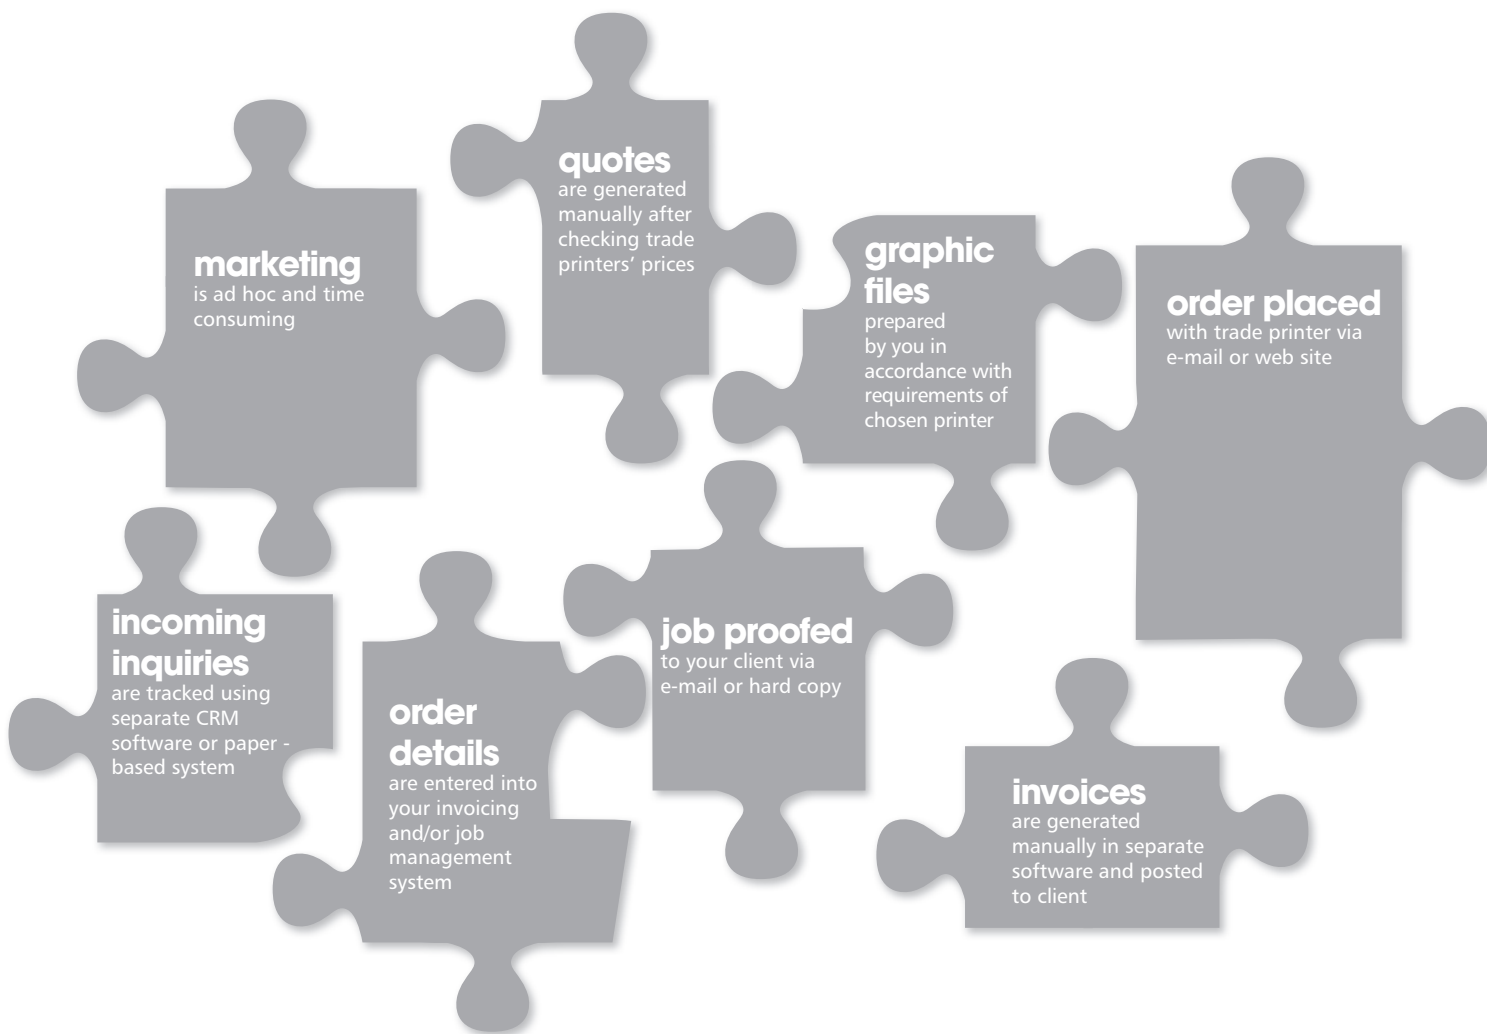 marketing
is ad hoc and time
consuming
quotes
are generated
manually after
checking trade
printers’ prices
graphic
files
prepared
by you in
accordance with
requirements of
chosen printer
order placed
with trade printer via
e-mail or web site
incoming
inquiries
are tracked using
separate CRM
software or paper -
based system
order
details
are entered into
your invoicing
and/or job
management
system
job proofed
to your client via
e-mail or hard copy
invoices
are generated
manually in separate
software and posted
to client